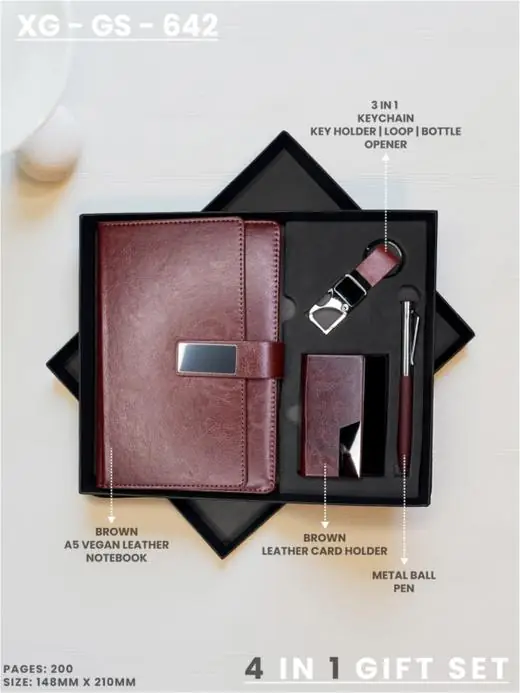 XG - GS - 642
3 IN 1
KEYCHAIN
KEY HOLDER | LOOP | BOTTLE
OPENER
BROWN
A5 VEGAN LEATHER
NOTEBOOK
BROWN
LEATHER CARD HOLDER
METAL BALL
PEN
PAGES: 200
SIZE: 148MM X 210MM
4 IN 1 GIFT SET